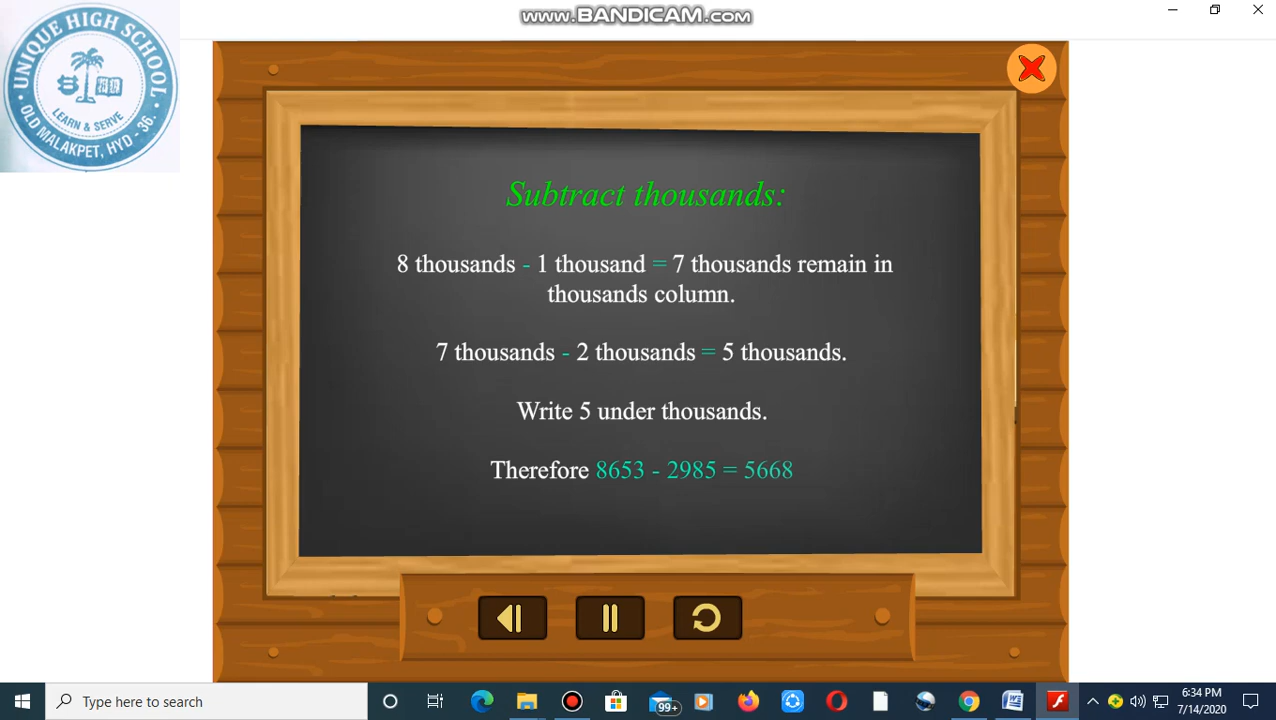 www.BANDICAM.com
UNIQUE HIGH SCHOOL
LEARN & SERVE
OLD MALAKPET, HYD - 36.
Subtract thousands:
8 thousands - 1 thousand = 7 thousands remain in
thousands column.
7 thousands - 2 thousands = 5 thousands.
Write 5 under thousands.
Therefore 8653 - 2985 = 5668
Type here to search
99+
6:34 PM
7/14/2020